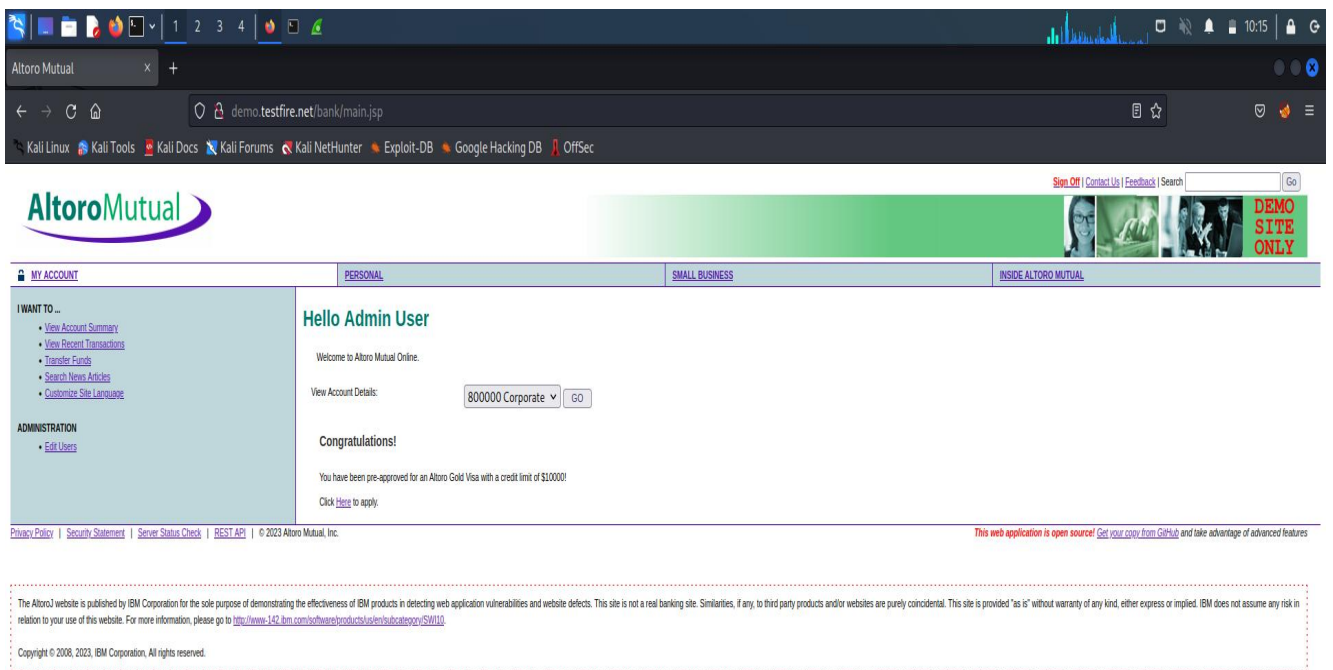 1 2 3 4 10:15
Altoro Mutual
demo.testfire.net/bank/main.jsp
Kali Linux Kali Tools Kali Docs Kali Forums Kali NetHunter Exploit-DB Google Hacking DB OffSec
Sign Off | Contact Us | Feedback | Search Go
AltoroMutual
DEMO
SITE
ONLY
MY ACCOUNT PERSONAL SMALL BUSINESS INSIDE ALTORO MUTUAL
I WANT TO ...
• View Account Summary
• View Recent Transactions
• Transfer Funds
• Search News Articles
• Customize Site Language
ADMINISTRATION
• Edit Users
Hello Admin User
Welcome to Altoro Mutual Online.
View Account Details: 800000 Corporate GO
Congratulations!
You have been pre-approved for an Altoro Gold Visa with a credit limit of $10000!
Click Here to apply.
Privacy Policy | Security Statement | Server Status Check | REST API | © 2023 Altoro Mutual, Inc. This web application is open source! Get your copy from GitHub and take advantage of advanced features
The AltoroJ website is published by IBM Corporation for the sole purpose of demonstrating the effectiveness of IBM products in detecting web application vulnerabilities and website defects. This site is not a real banking site. Similarities, if any, to third party products and/or websites are purely coincidental. This site is provided "as is" without warranty of any kind, either express or implied. IBM does not assume any risk in
relation to your use of this website. For more information, please go to http://www-142.ibm.com/software/products/us/en/subcategory/SWI10.
Copyright © 2008, 2023, IBM Corporation, All rights reserved.